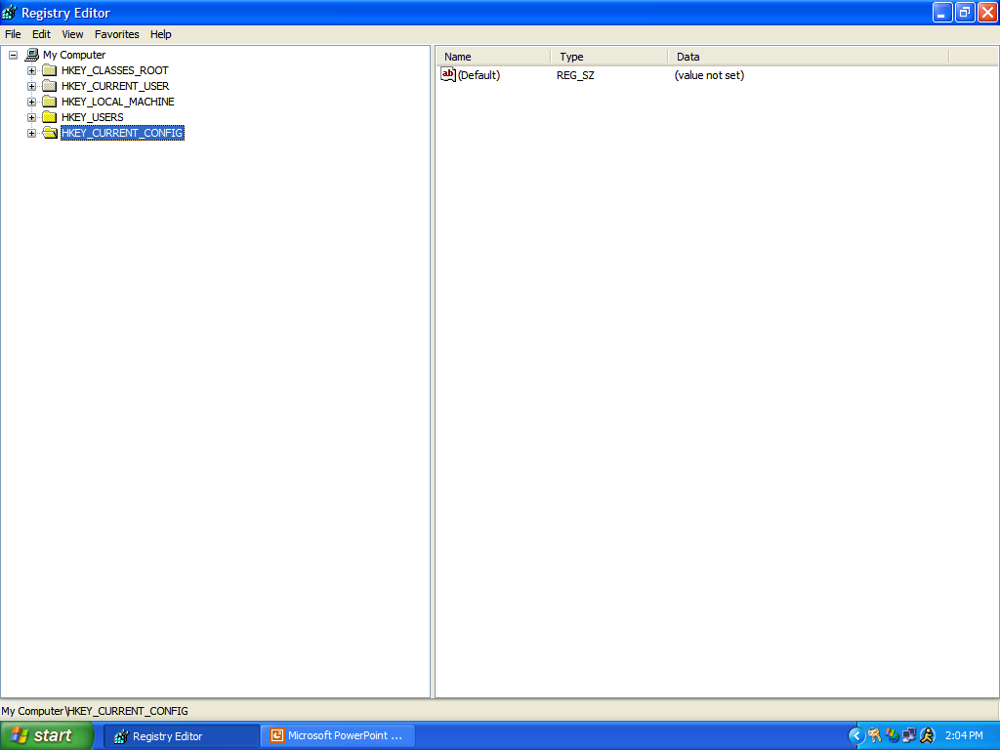 Registry Editor
File Edit View Favorites Help
My Computer
HKEY_CLASSES_ROOT
HKEY_CURRENT_USER
HKEY_LOCAL_MACHINE
HKEY_USERS
HKEY_CURRENT_CONFIG
Name Type Data
ab (Default) REG_SZ (value not set)
My Computer\HKEY_CURRENT_CONFIG
start Registry Editor Microsoft PowerPoint ... 2:04 PM